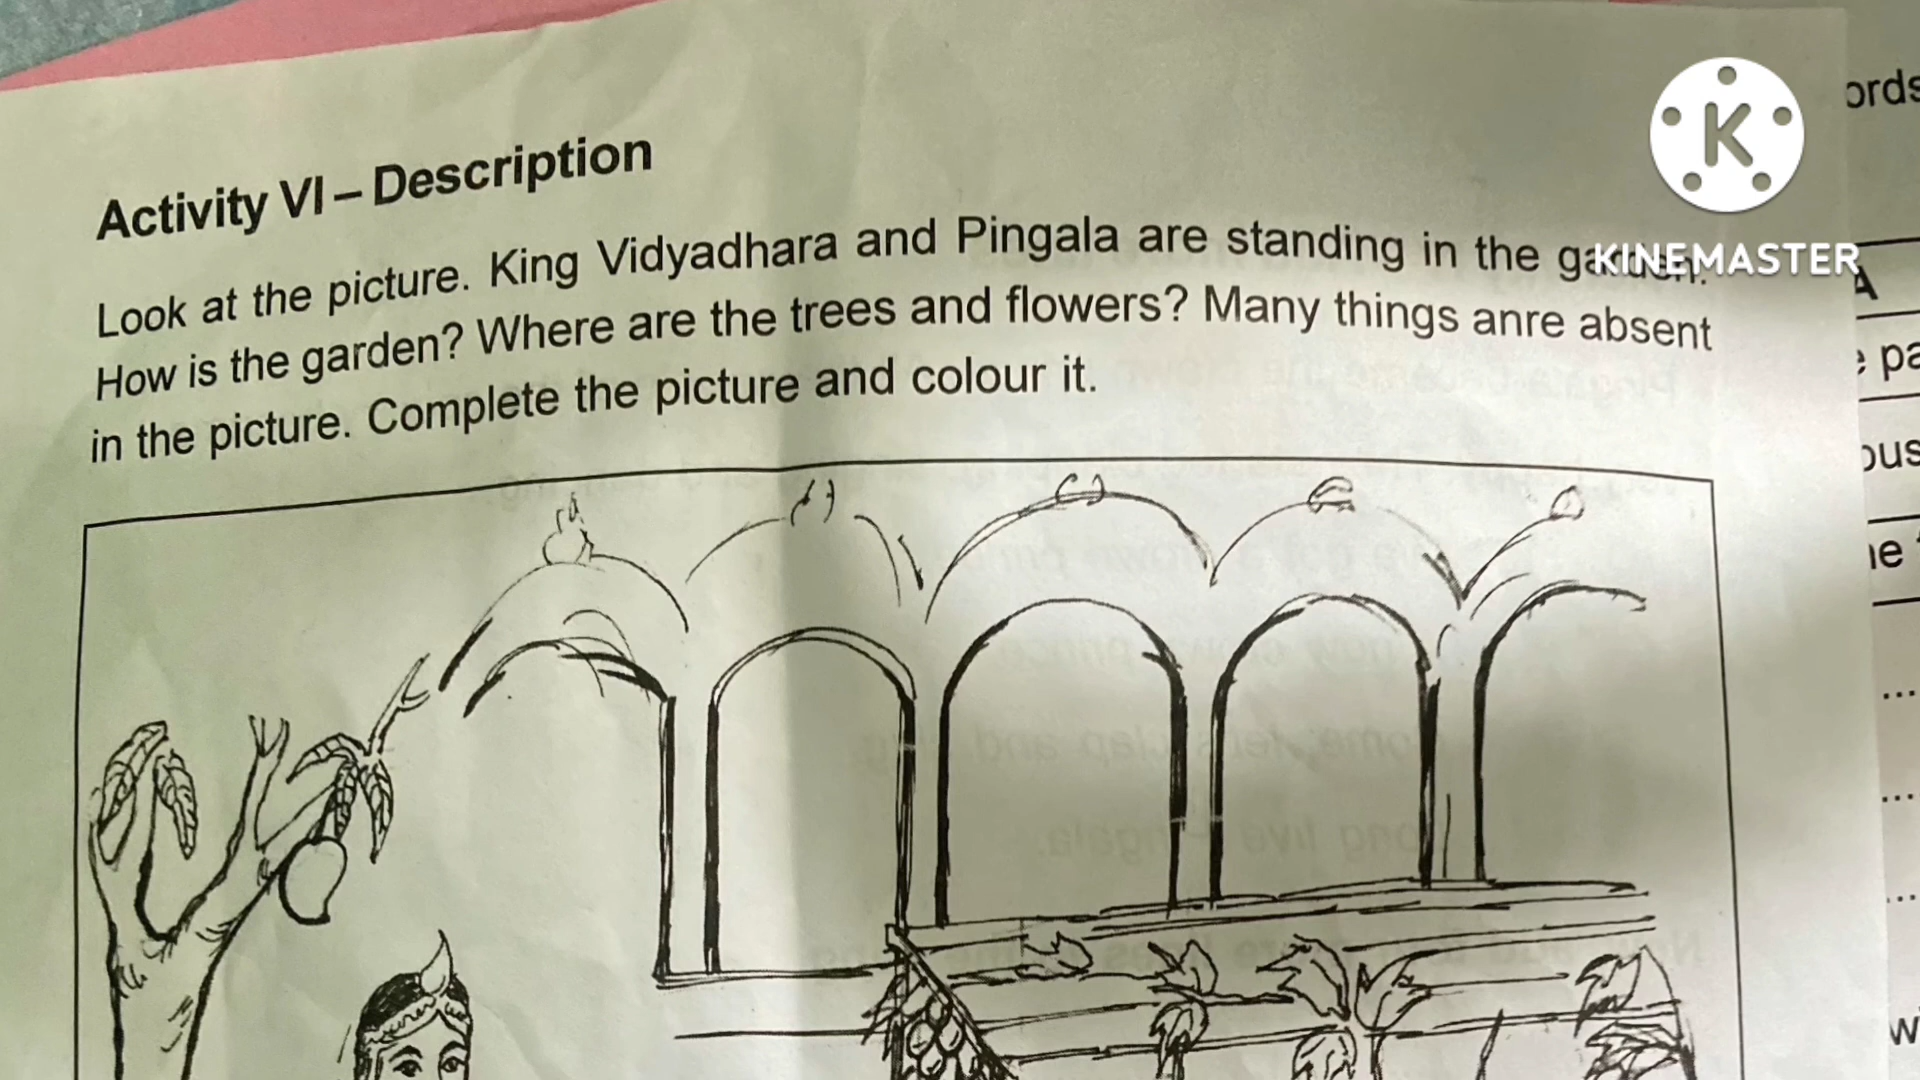 Activity VI – Description
Look at the picture. King Vidyadhara and Pingala are standing in the garden.
How is the garden? Where are the trees and flowers? Many things anre absent
in the picture. Complete the picture and colour it.
K
KINEMASTER
ords
A
pa
ous